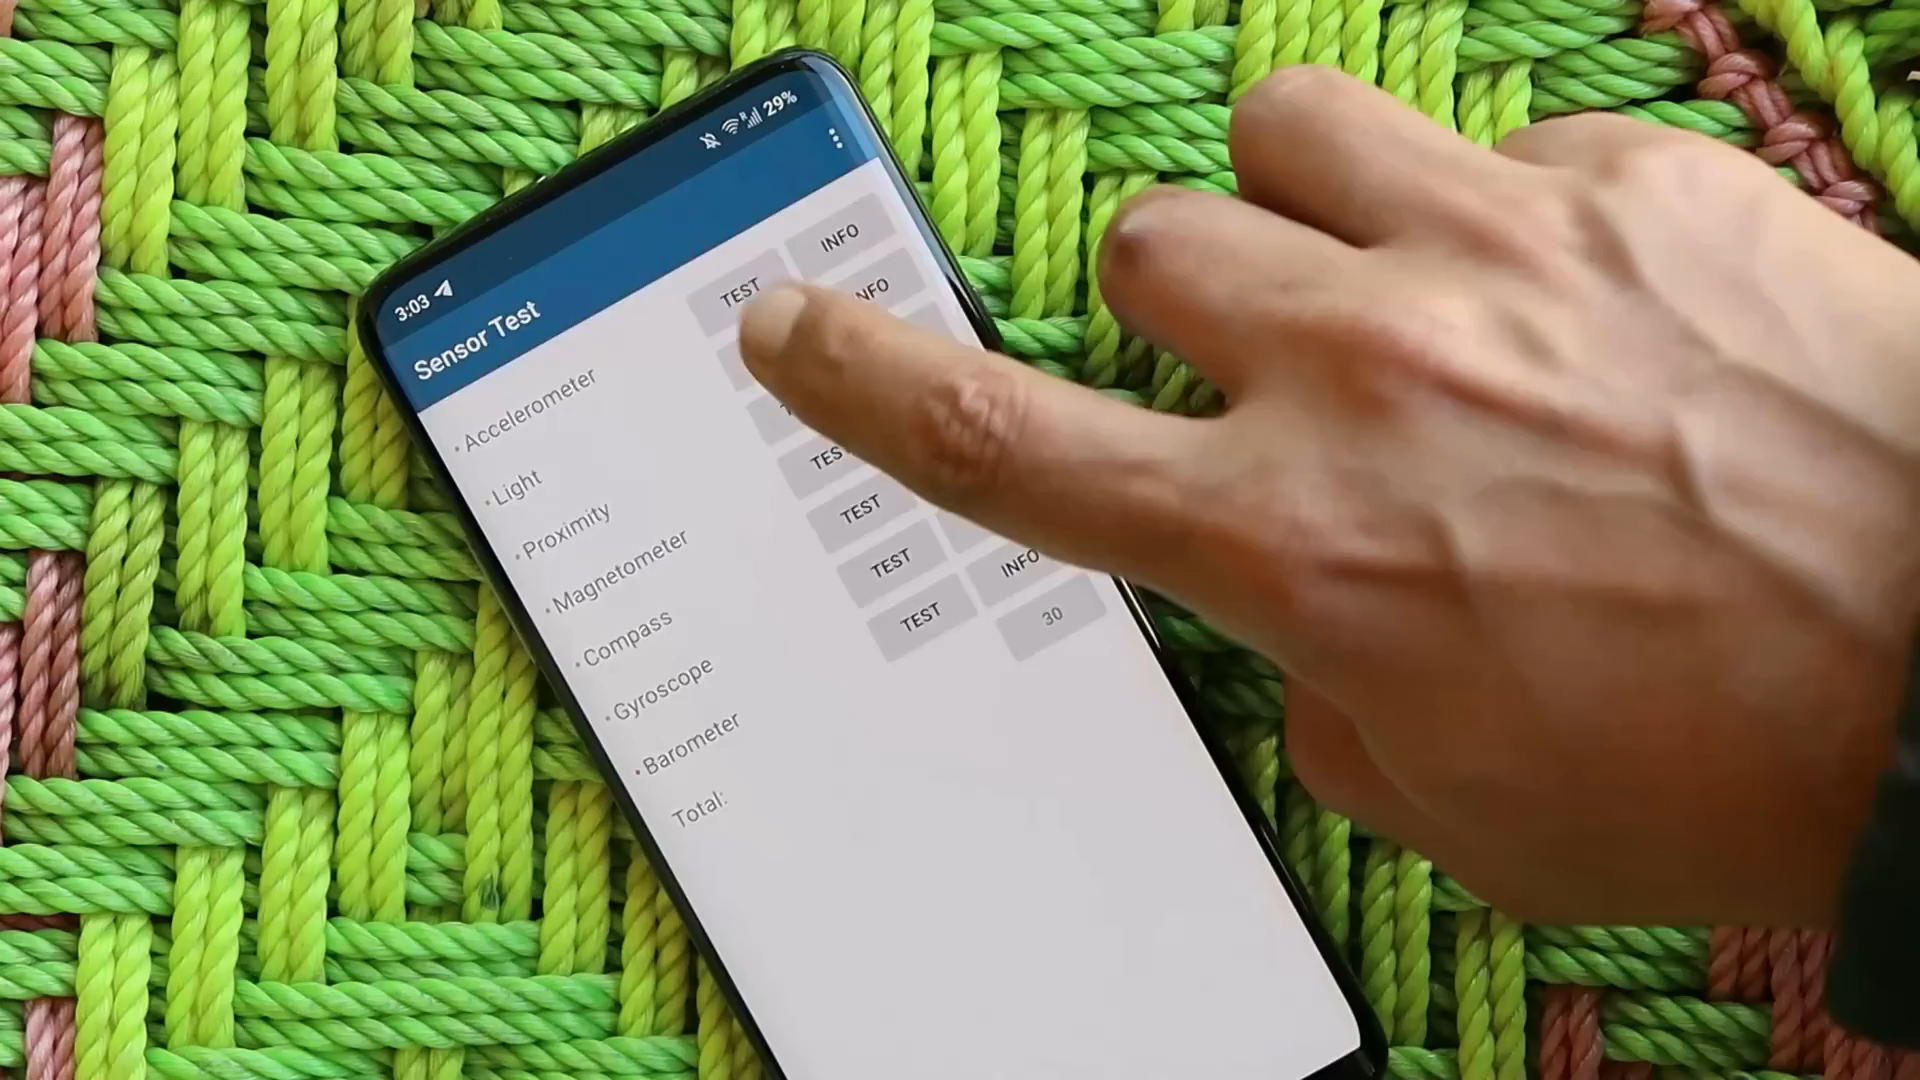 3:03 R 29%
Sensor Test
Accelerometer TEST INFO
Light
Proximity
Magnetometer
Compass TEST
Gyroscope TEST INFO
Barometer TEST
Total: 30